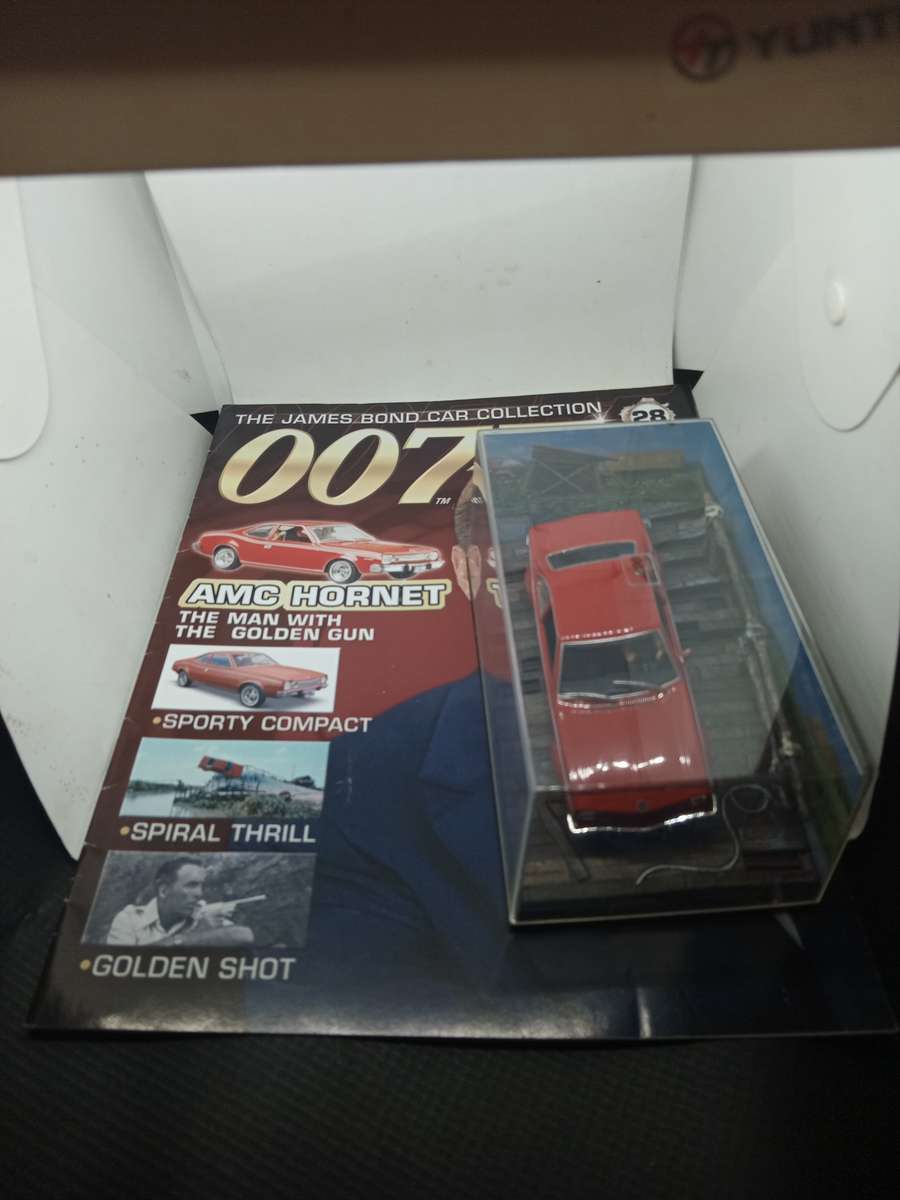 YUNT
THE JAMES BOND CAR COLLECTION
28
007
TM
AMC HORNET
THE MAN WITH
THE GOLDEN GUN
•SPORTY COMPACT
•SPIRAL THRILL
•GOLDEN SHOT